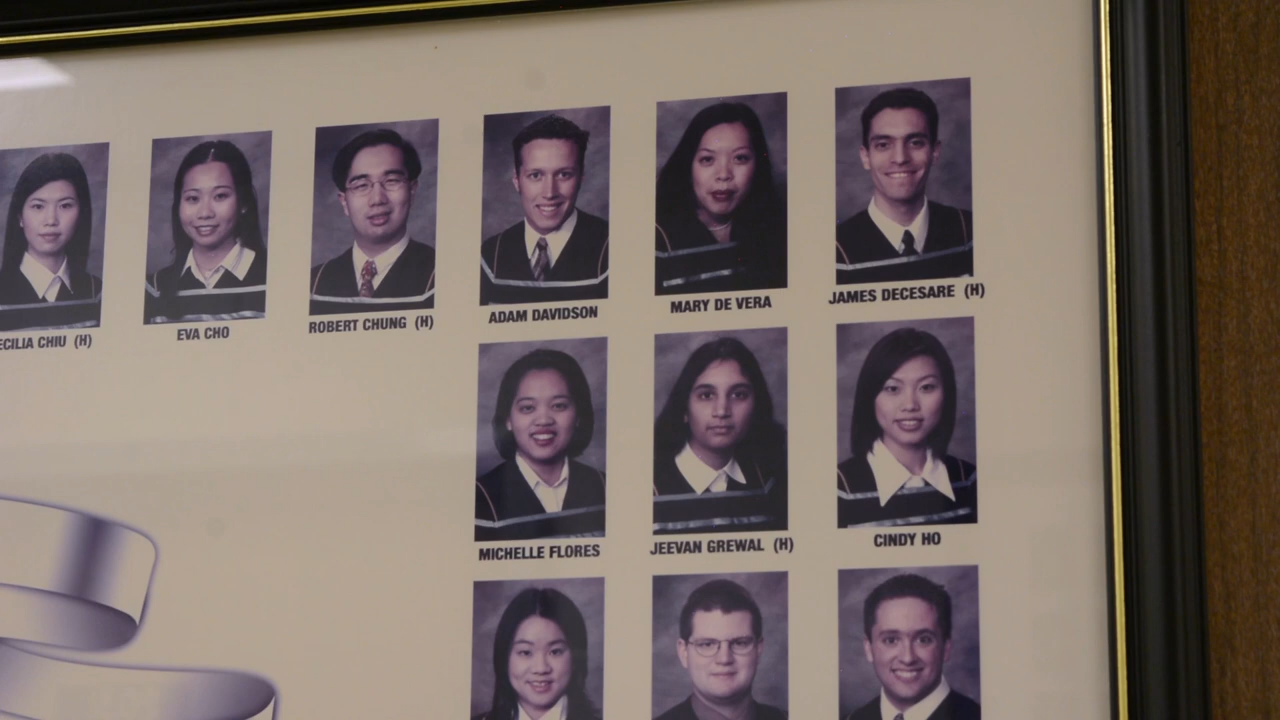 ECILIA CHIU (H)
EVA CHO
ROBERT CHUNG (H)
ADAM DAVIDSON
MARY DE VERA
JAMES DECESARE (H)
MICHELLE FLORES
JEEVAN GREWAL (H)
CINDY HO